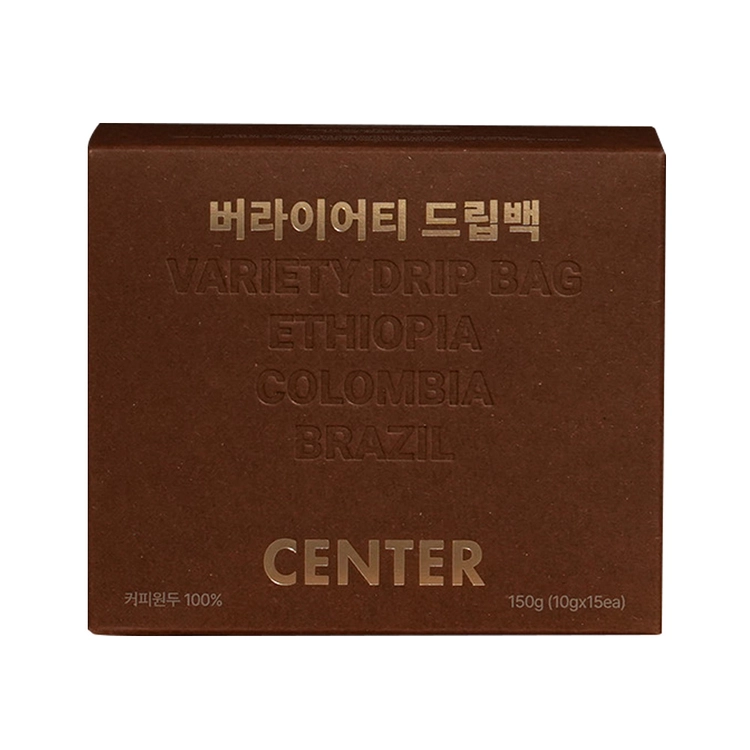 버라이어티 드립백
VARIETY DRIP BAG
ETHIOPIA
COLOMBIA
BRAZIL
CENTER
커피원두 100%
150g (10gx15ea)